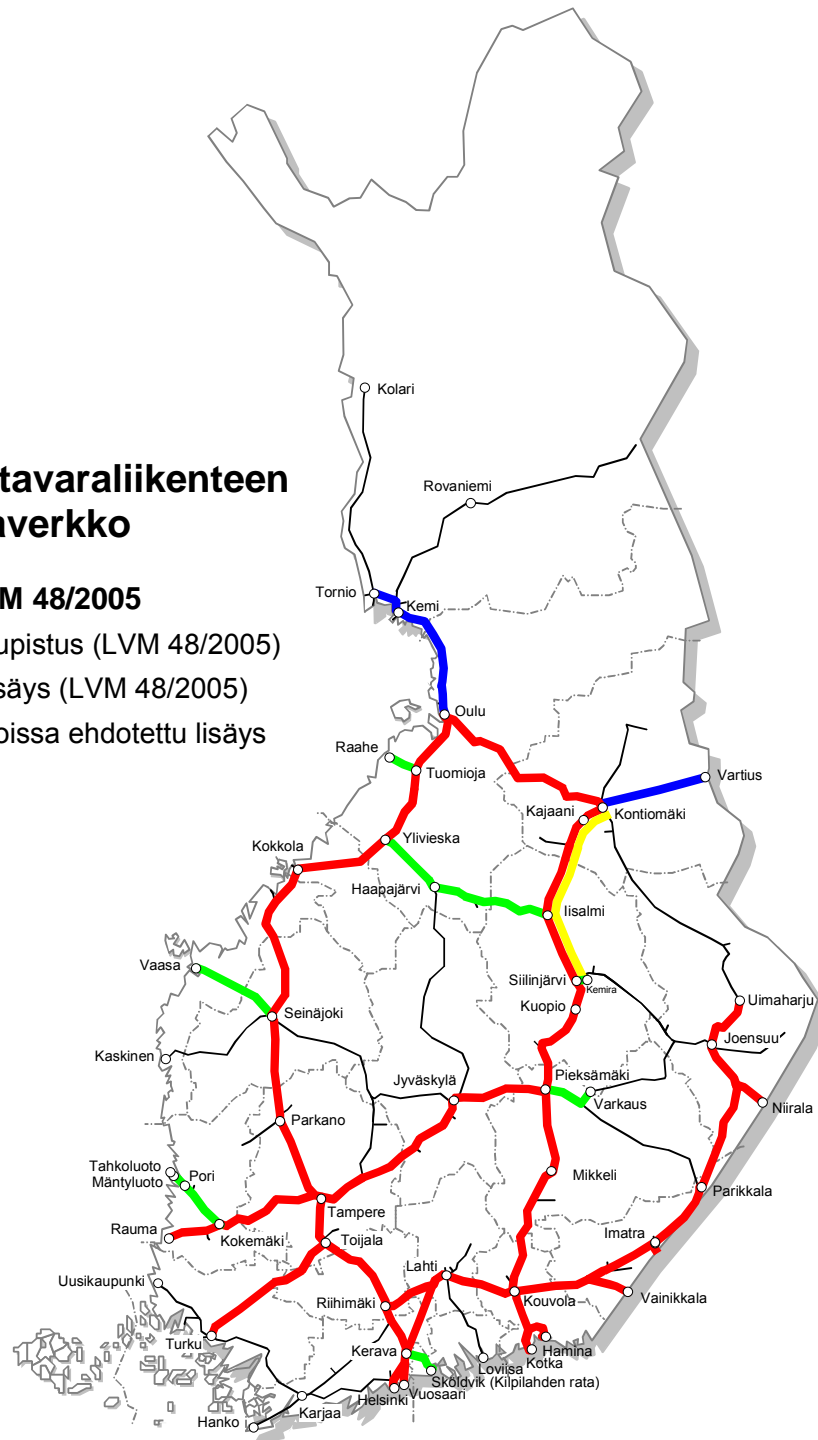 Kolari
tavaraliikenteen
Rovaniemi
averkko
Tornio
M 48/2005
Kemi
upistus (LVM 48/2005)
säys (LVM 48/2005)
Oulu
oissa ehdotettu lisäys
Raahe
Tuomioja
Vartius
Kajaani
Kontiomäki
Ylivieska
Kokkola
Haapajärvi
Iisalmi
Vaasa
Siilinjärvi
Kemira
Uimaharju
Kuopio
Seinäjoki
Joensuu
Kaskinen
Pieksämäki
Jyväskylä
Varkaus
Niirala
Parkano
Tahkoluoto
Pori
Mäntyluoto
Mikkeli
Parikkala
Tampere
Rauma
Kokemäki
Toijala
Imatra
Lahti
Uusikaupunki
Riihimäki
Kouvola
Vainikkala
Turku
Kerava
Hamina
Kotka
Loviisa
Sköldvik (Kilpilahden rata)
Helsinki
Vuosaari
Karjaa
Hanko